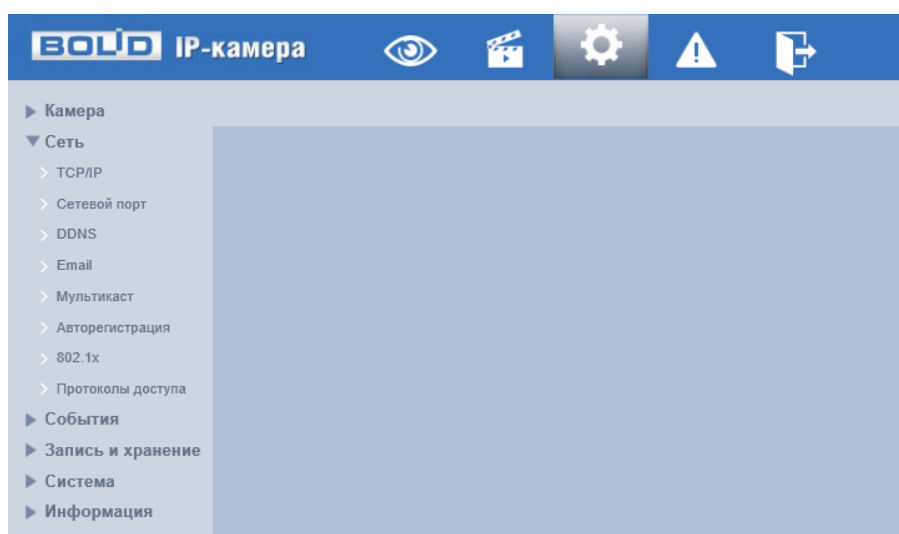 BOLID IP-камера
Камера
Сеть
TCP/IP
Сетевой порт
DDNS
Email
Мультикаст
Авторегистрация
802.1x
Протоколы доступа
События
Запись и хранение
Система
Информация